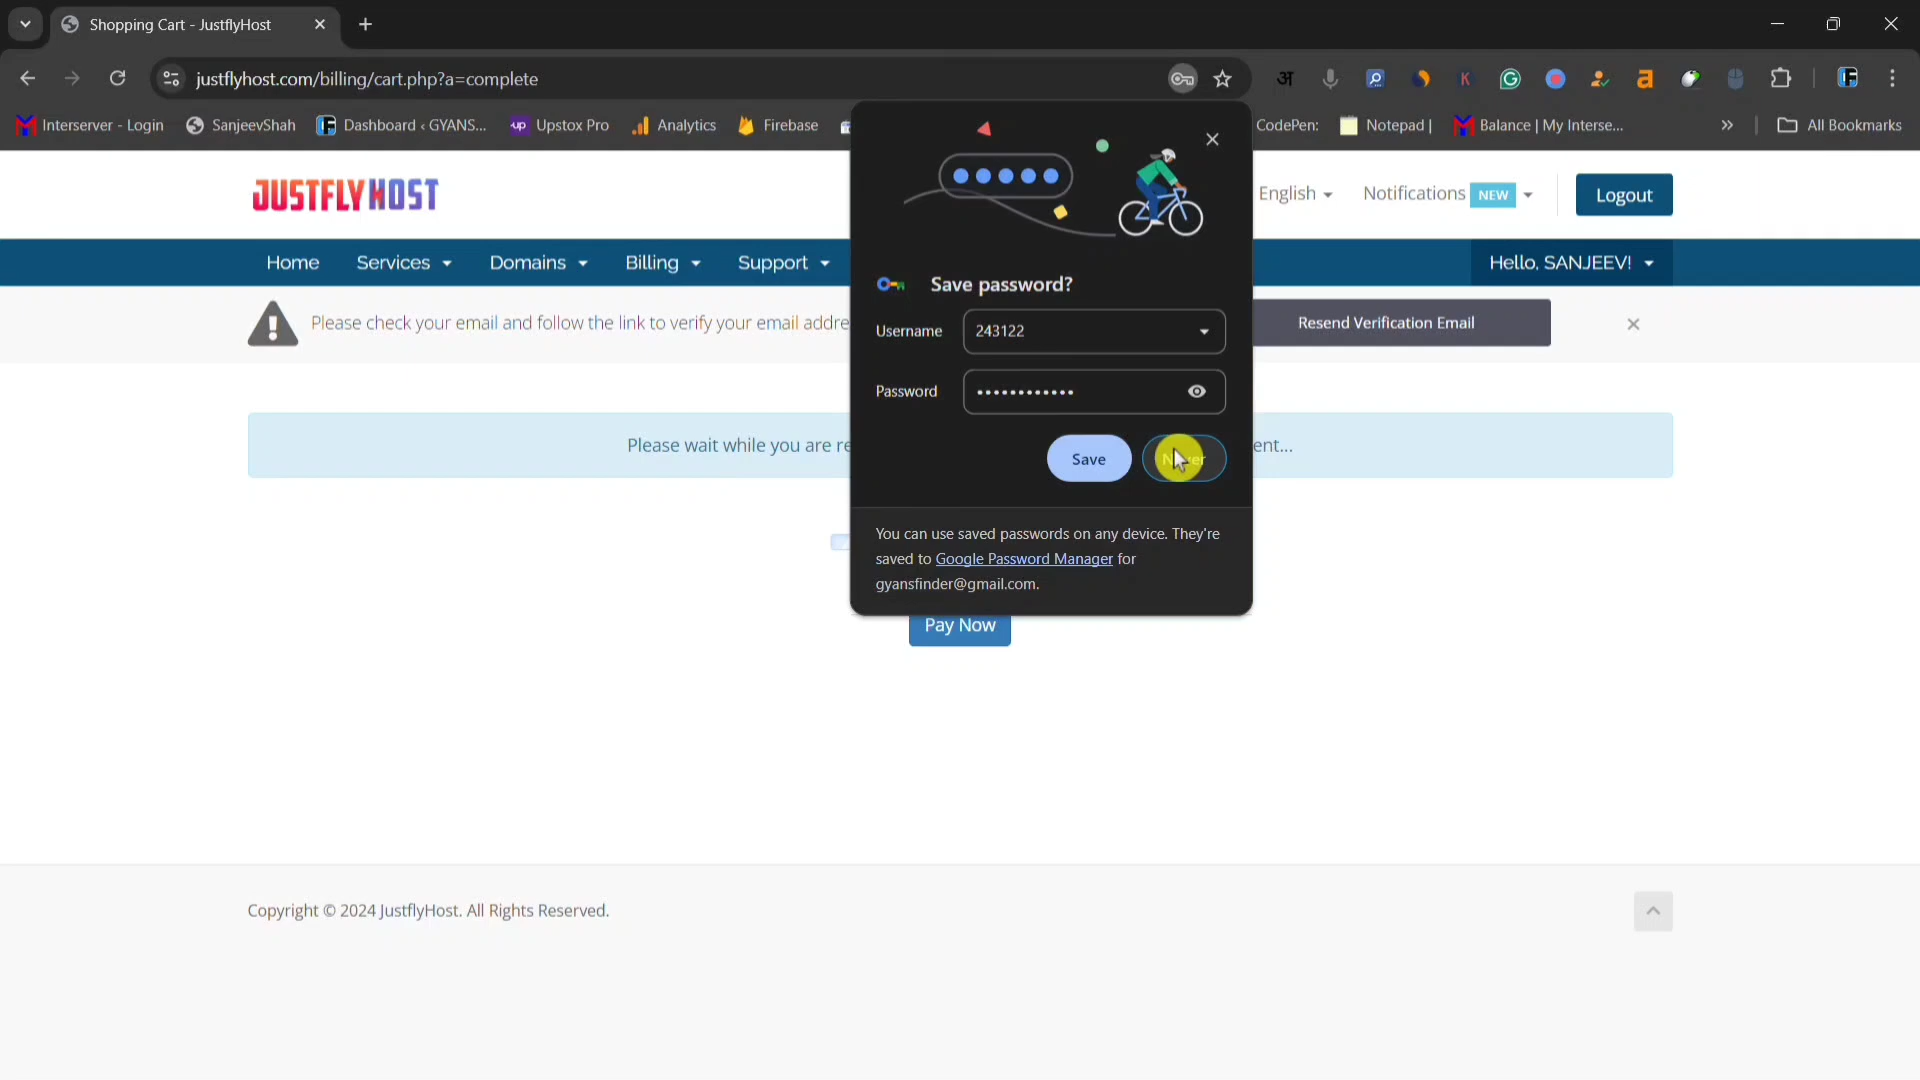 Shopping Cart - JustflyHost
justflyhost.com/billing/cart.php?a=complete
Interserver - Login
SanjeevShah
Dashboard ‹ GYANS...
Upstox Pro
Analytics
Firebase
CodePen:
Notepad |
Balance | My Interse...
»
All Bookmarks
JUSTFLYHOST
English
Notifications NEW
Logout
Home
Services
Domains
Billing
Support
Hello, SANJEEV!
Please check your email and follow the link to verify your email addre
Resend Verification Email
Save password?
Username
243122
Password
Save
Never
You can use saved passwords on any device. They're
saved to Google Password Manager for
gyansfinder@gmail.com.
Please wait while you are re
ent...
Pay Now
Copyright © 2024 JustflyHost. All Rights Reserved.